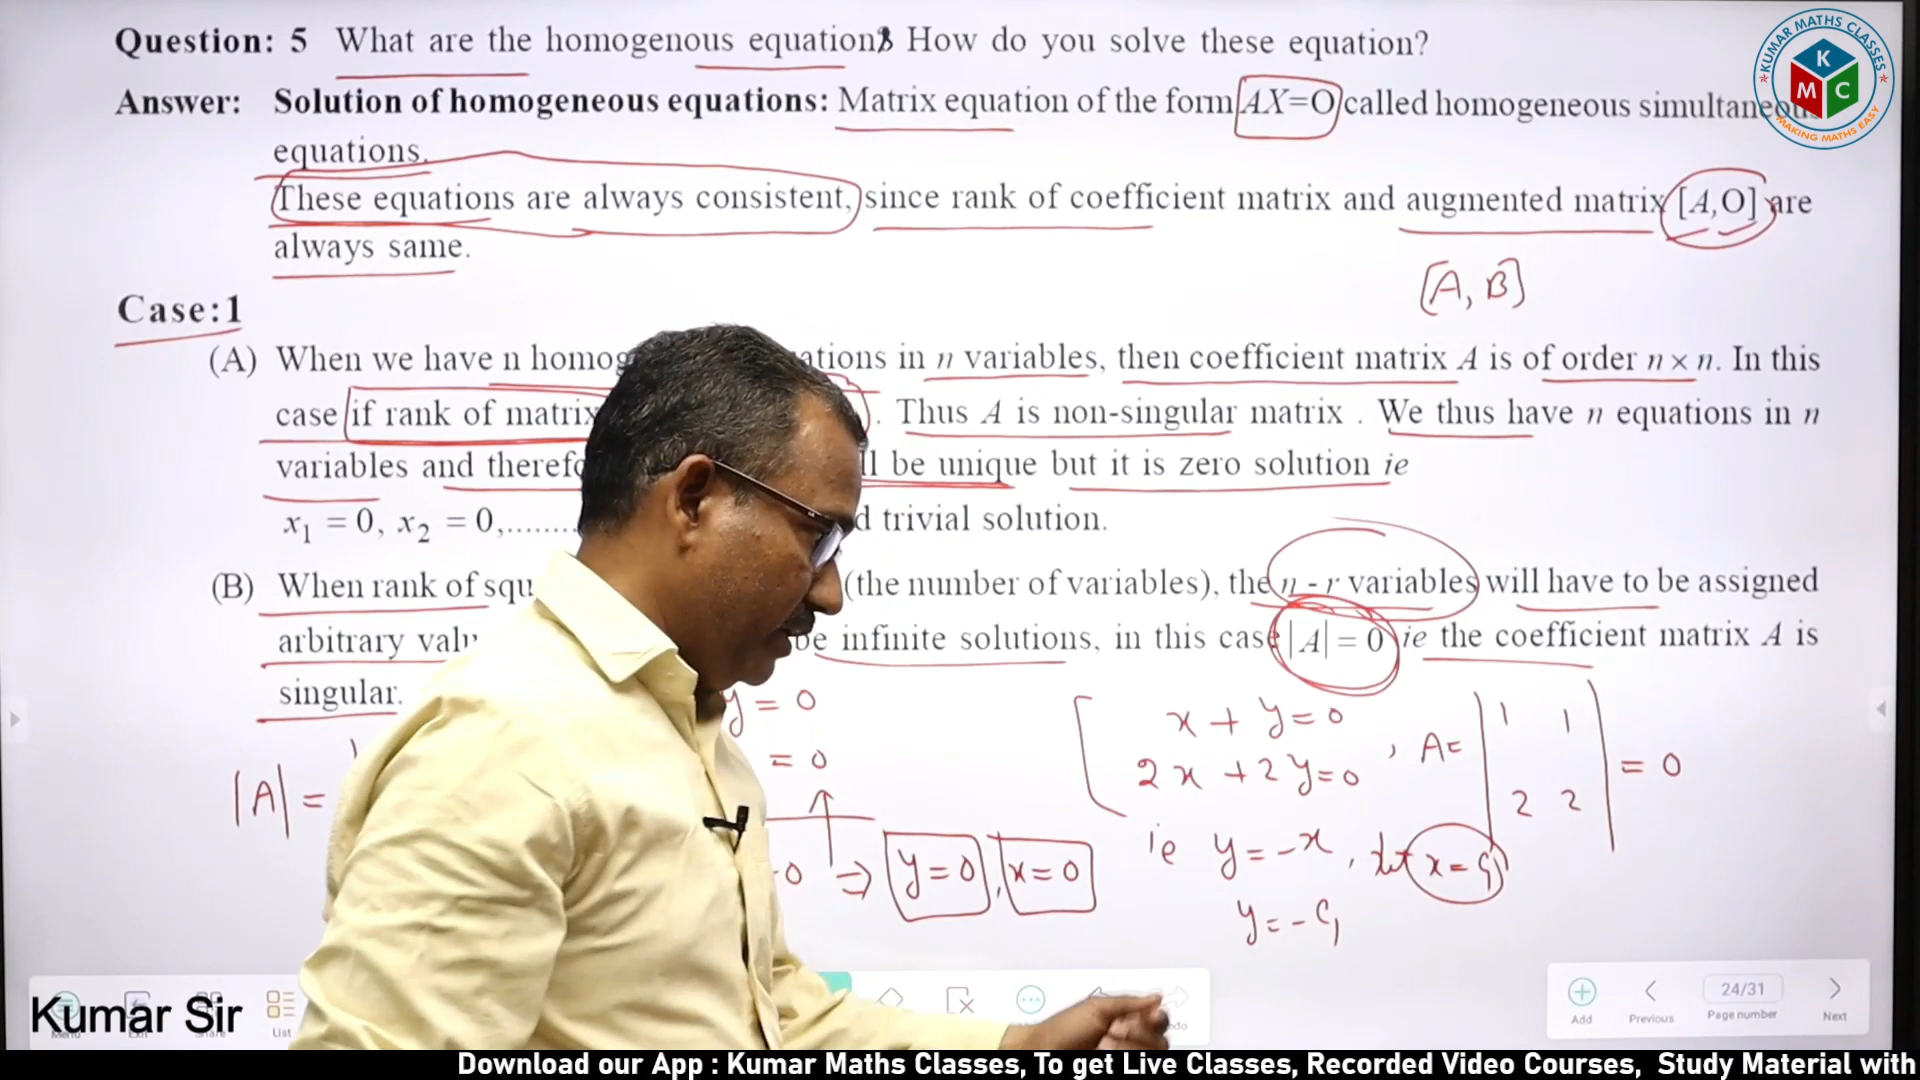 Question: 5 What are the homogenous equations How do you solve these equation?
KUMAR MATHS CLASSES
K
M C
MAKING MATHS EASY
Answer: Solution of homogeneous equations: Matrix equation of the form AX=O called homogeneous simultaneous
equations.
These equations are always consistent, since rank of coefficient matrix and augmented matrix [A,O] are
always same.
[A, B]
Case:1
(A) When we have n ations in n variables, then coefficient matrix A is of order n × n. In this
case if rank of matrix . Thus A is non-singular matrix . We thus have n equations in n
variables and ll be unique but it is zero solution ie
x₁ = 0, x₂ = 0,........ d trivial solution.
(B) When rank of (the number of variables), the n - r variables will have to be assigned
arbitrary be infinite solutions, in this case |A| = 0 ie the coefficient matrix A is
singular.
y = 0
= 0
x + y = 0
2x + 2y = 0 , A = | 1 1 2 2 | = 0
|A| =
0 ⇒ y = 0 , x = 0
ie y = -x , let x = c₁
y = -c₁
Kumar Sir
List
Add
Previous
24/31
Page number
Next
Download our App : Kumar Maths Classes, To get Live Classes, Recorded Video Courses, Study Material with